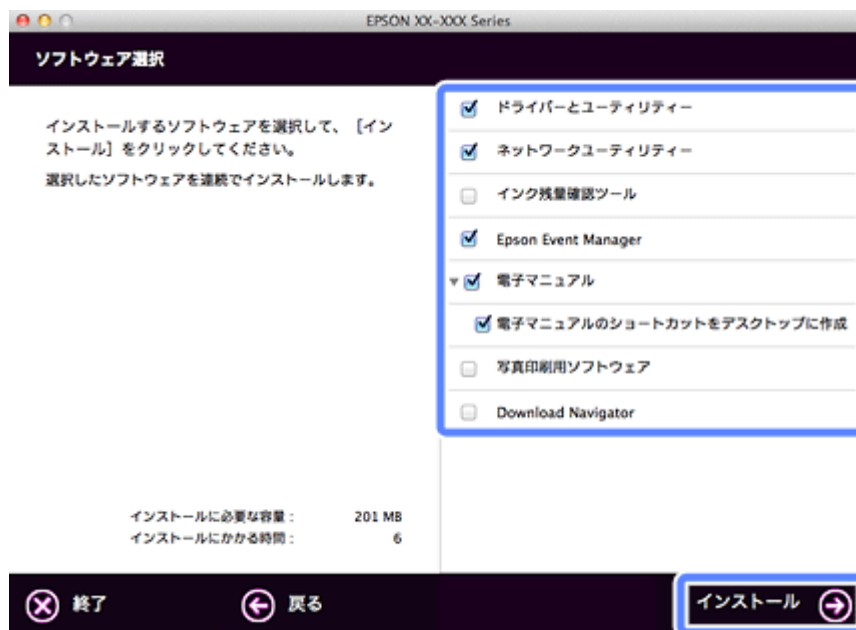 EPSON XX-XXX Series
ソフトウェア選択
インストールするソフトウェアを選択して、［イン
ストール］をクリックしてください。
選択したソフトウェアを連続でインストールします。
ドライバーとユーティリティー
ネットワークユーティリティー
インク残量確認ツール
Epson Event Manager
電子マニュアル
電子マニュアルのショートカットをデスクトップに作成
写真印刷用ソフトウェア
Download Navigator
インストールに必要な容量： 201 MB
インストールにかかる時間： 6
終了
戻る
インストール